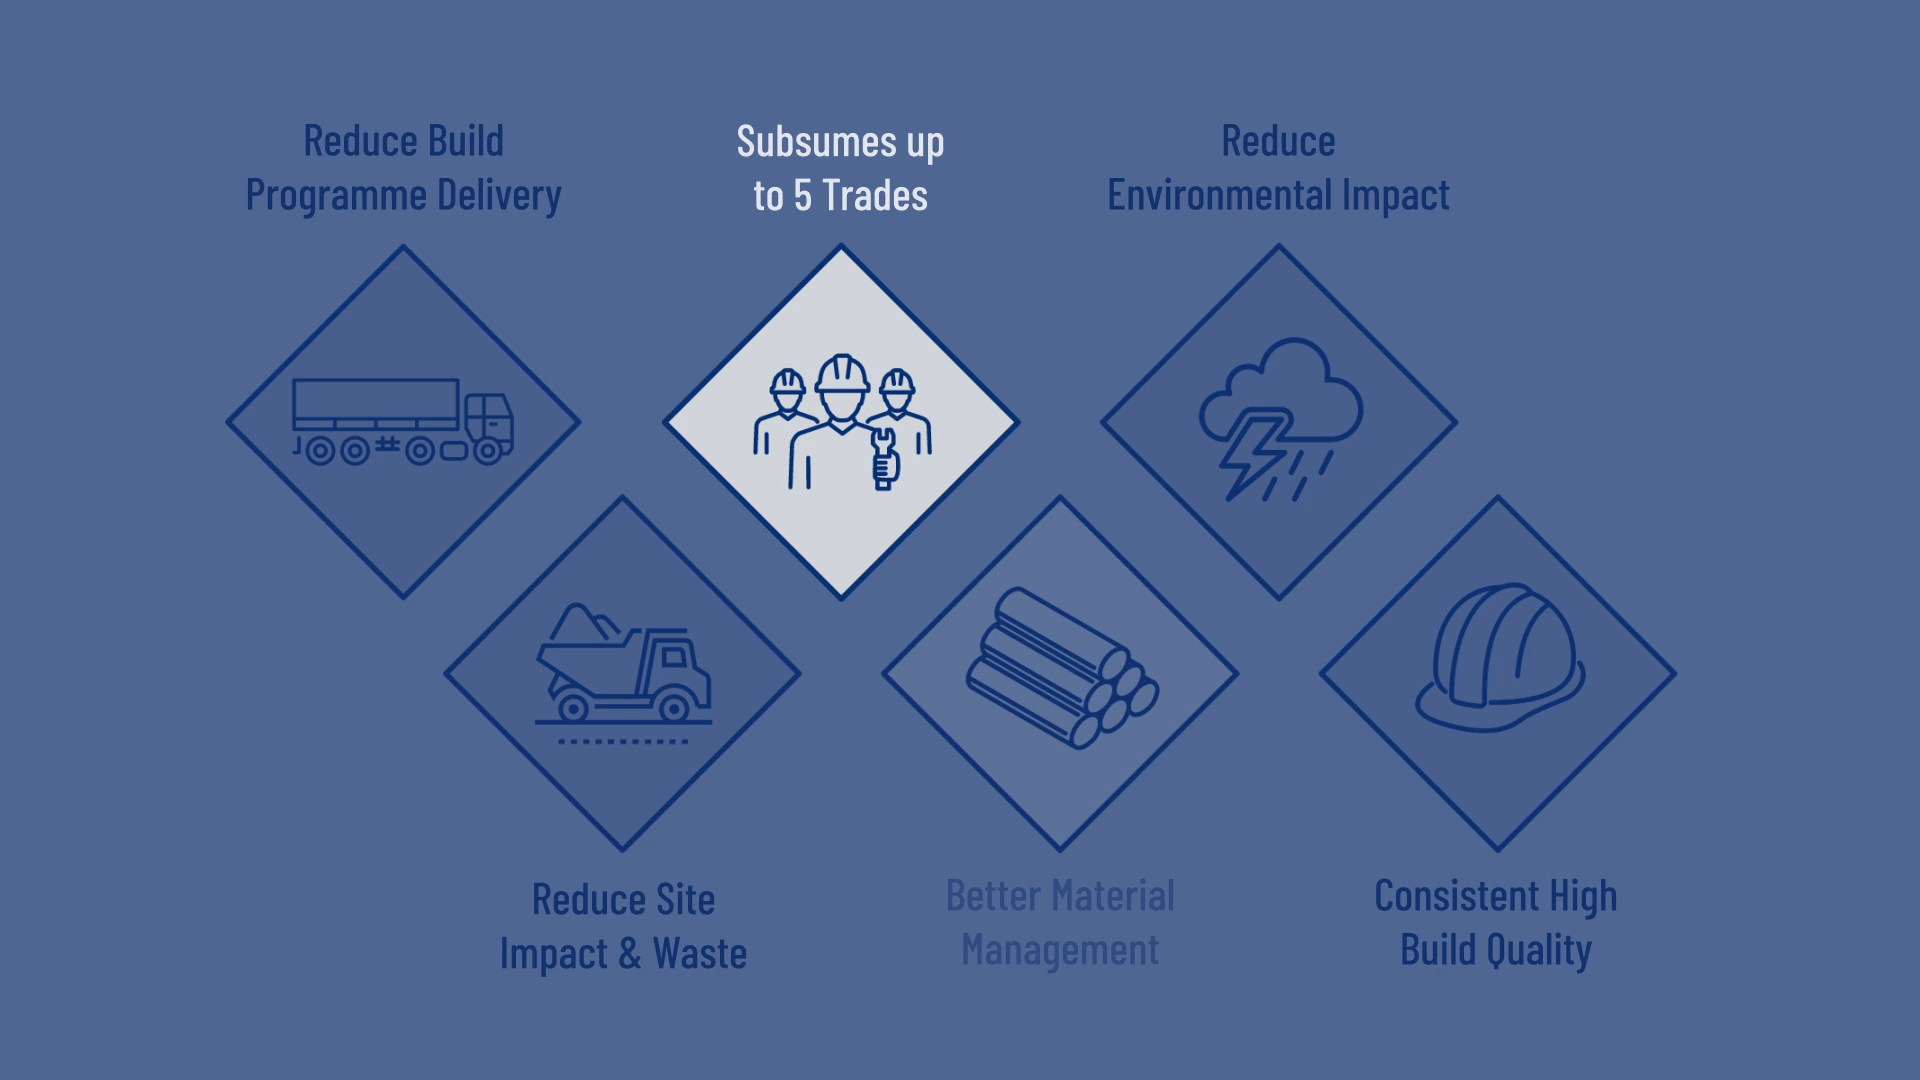 Reduce Build
Programme Delivery
Subsumes up
to 5 Trades
Reduce
Environmental Impact
Reduce Site
Impact & Waste
Better Material
Management
Consistent High
Build Quality